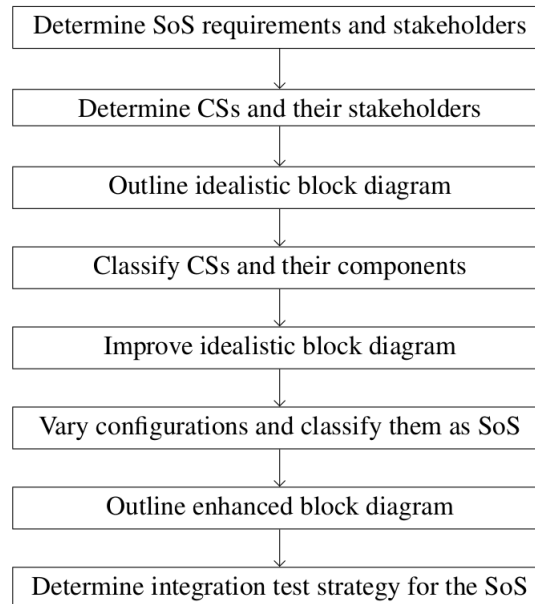 Determine SoS requirements and stakeholders
Determine CSs and their stakeholders
Outline idealistic block diagram
Classify CSs and their components
Improve idealistic block diagram
Vary configurations and classify them as SoS
Outline enhanced block diagram
Determine integration test strategy for the SoS